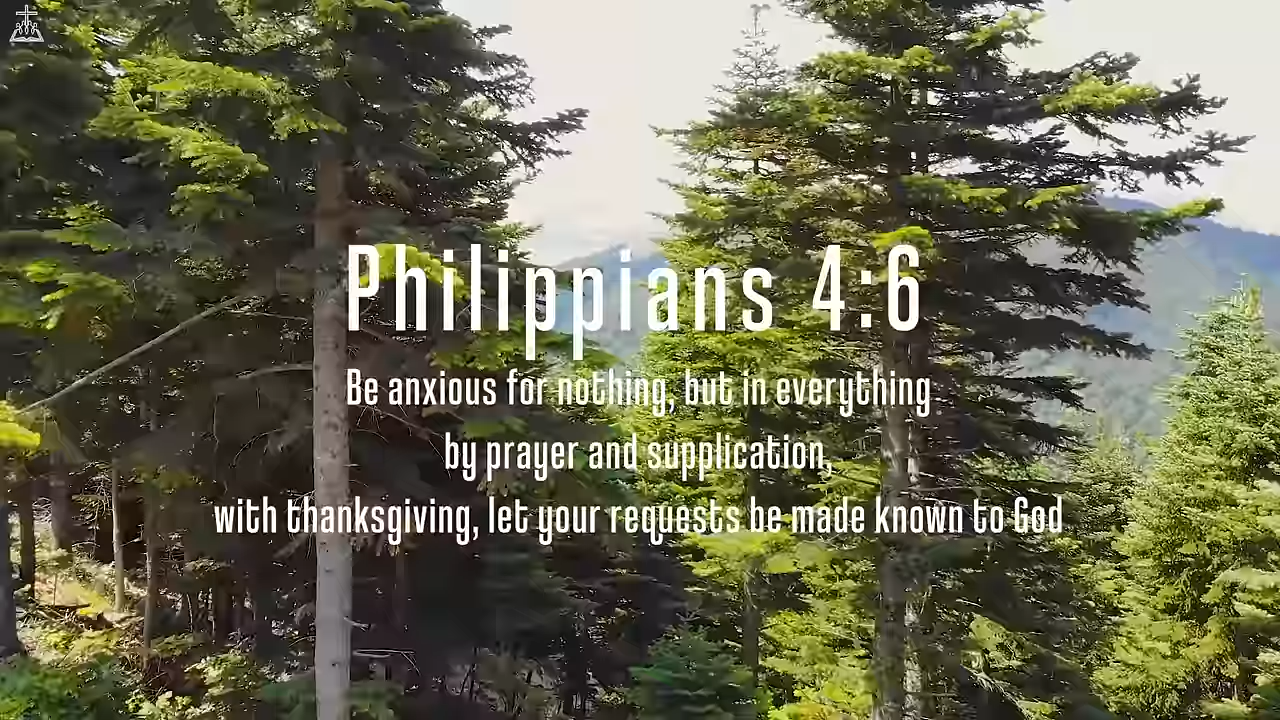 Philippians 4:6
Be anxious for nothing, but in everything
by prayer and supplication,
with thanksgiving, let your requests be made known to God